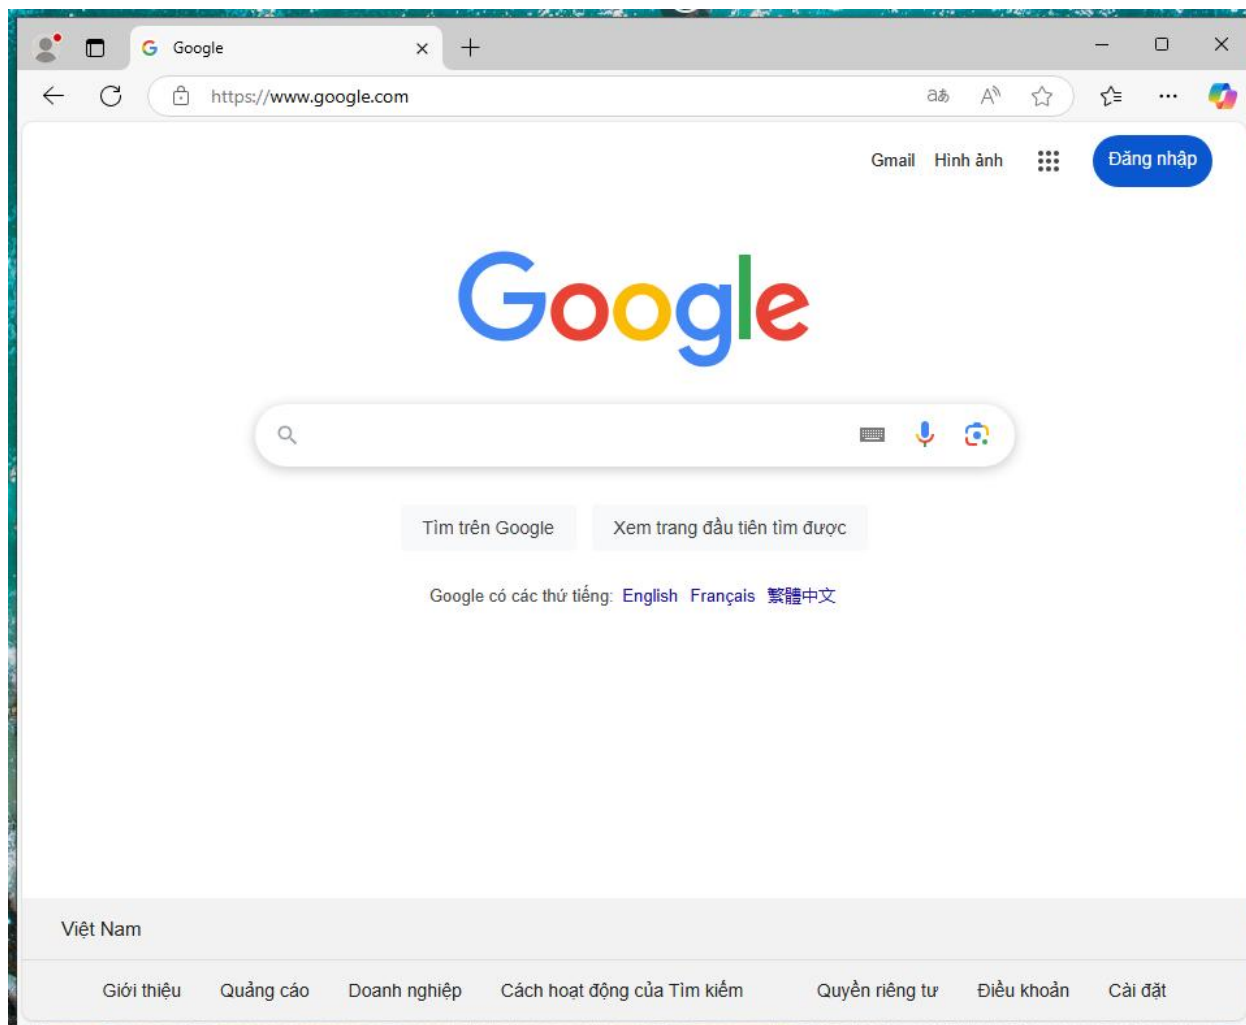 Google
https://www.google.com
Gmail Hình ảnh Đăng nhập
Google
Tìm trên Google Xem trang đầu tiên tìm được
Google có các thứ tiếng: English Français 繁體中文
Việt Nam
Giới thiệu Quảng cáo Doanh nghiệp Cách hoạt động của Tìm kiếm Quyền riêng tư Điều khoản Cài đặt